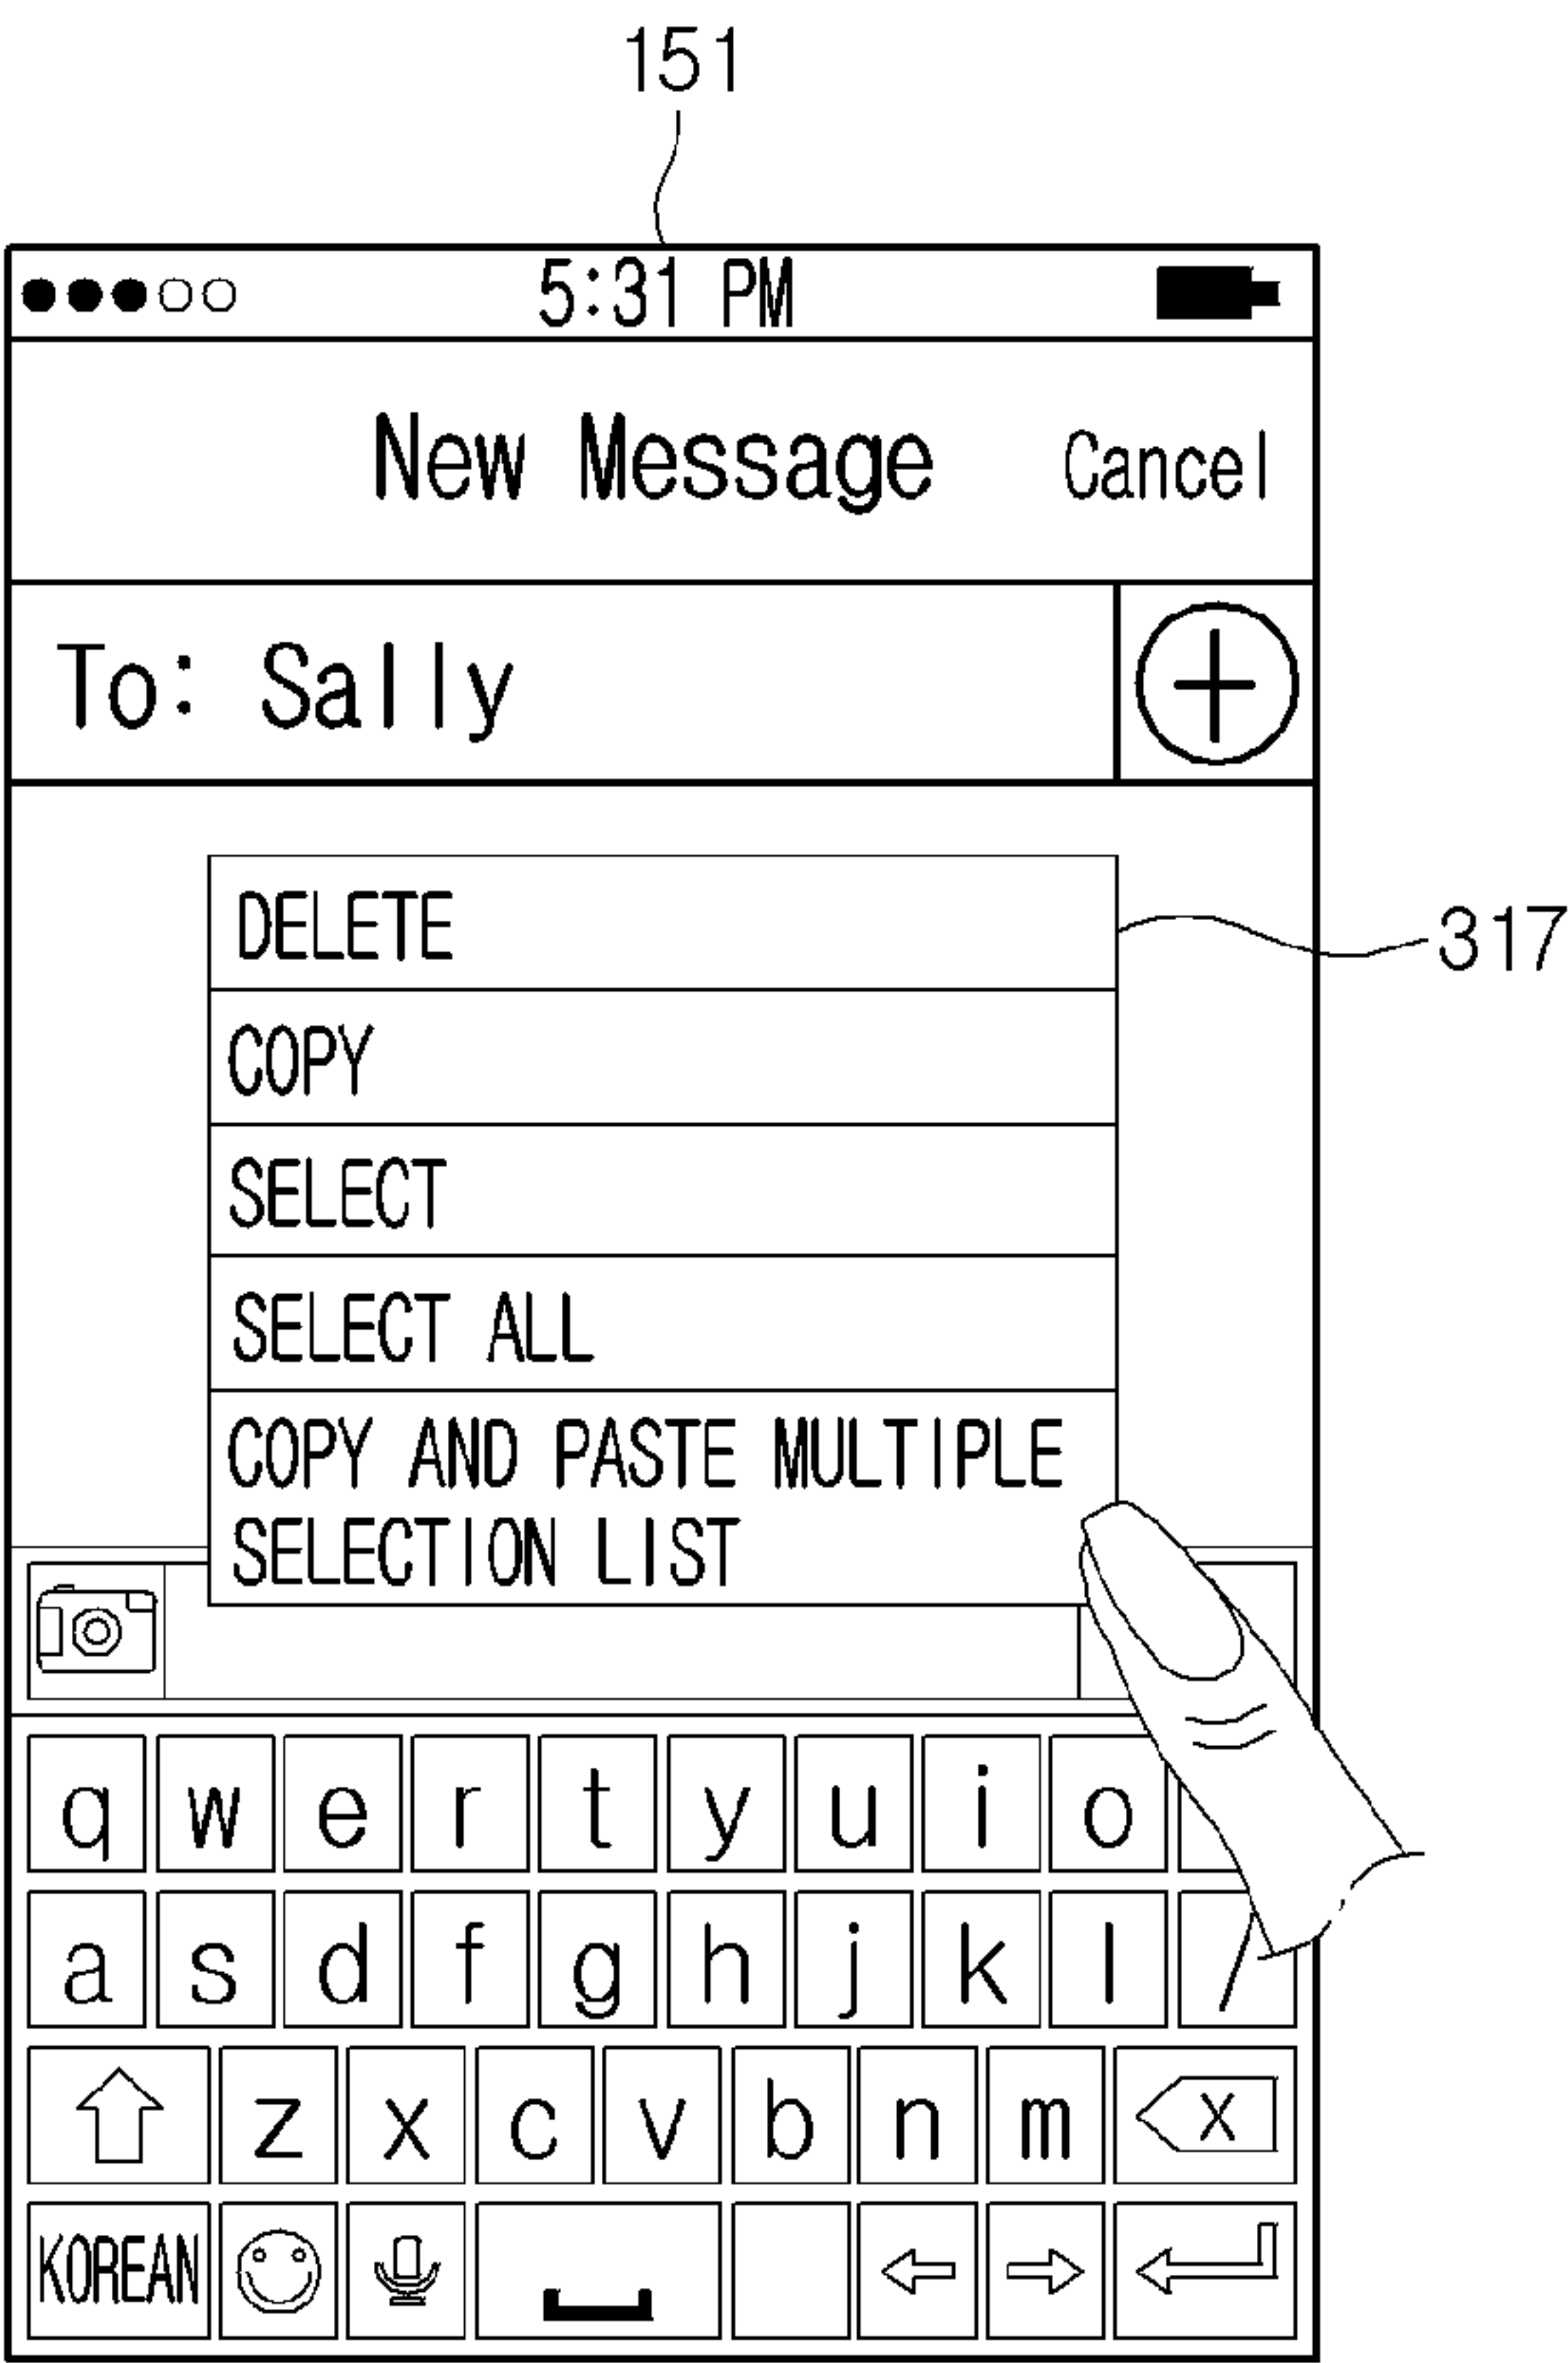 151
5:31 PM
New Message Cancel
To: Sally
DELETE
317
COPY
SELECT
SELECT ALL
COPY AND PASTE MULTIPLE
SELECTION LIST
q w e r t y u i o
a s d f g h j k l /
z x c v b n m X
KOREAN